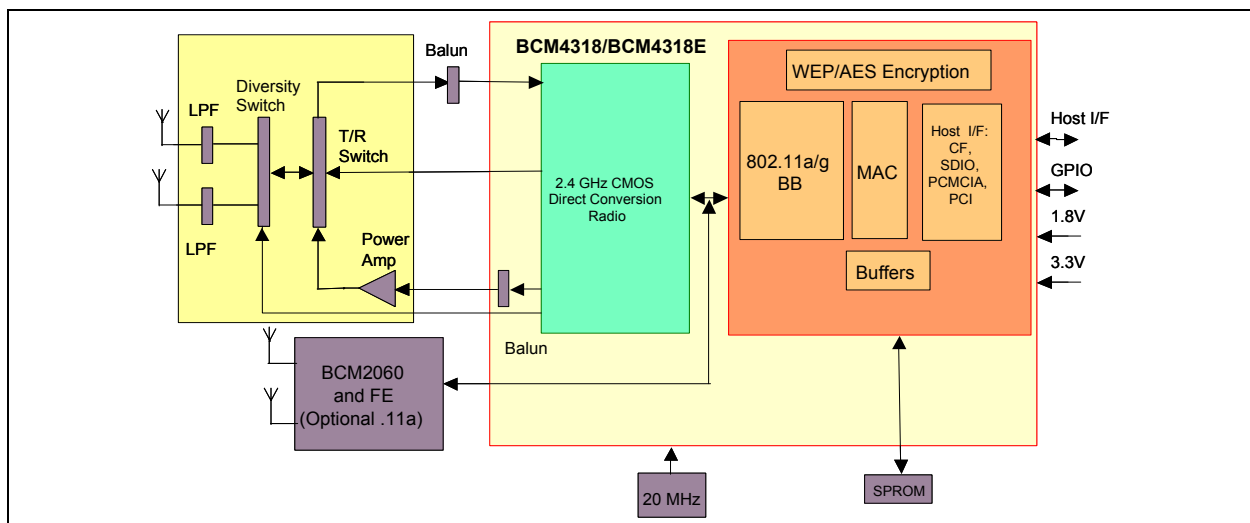 BCM4318/BCM4318E
Balun
WEP/AES Encryption
Diversity
Switch
LPF
T/R
Switch
802.11a/g
BB
MAC
Host I/F:
CF,
SDIO,
PCMCIA,
PCI
Host I/F
GPIO
1.8V
3.3V
2.4 GHz CMOS
Direct Conversion
Radio
LPF
Power
Amp
Buffers
Balun
BCM2060
and FE
(Optional .11a)
20 MHz
SPROM